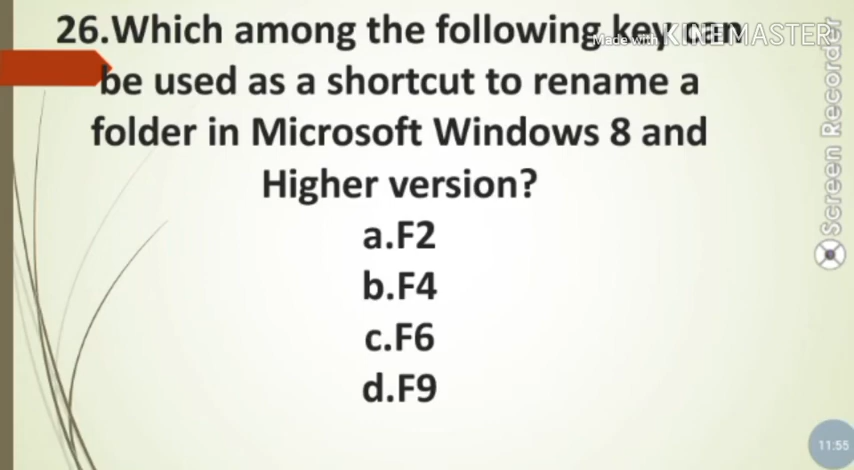 26.Which among the following key can
Made with KINEMASTER
be used as a shortcut to rename a
folder in Microsoft Windows 8 and
Higher version?
a.F2
b.F4
c.F6
d.F9
Screen Recorder
11:55